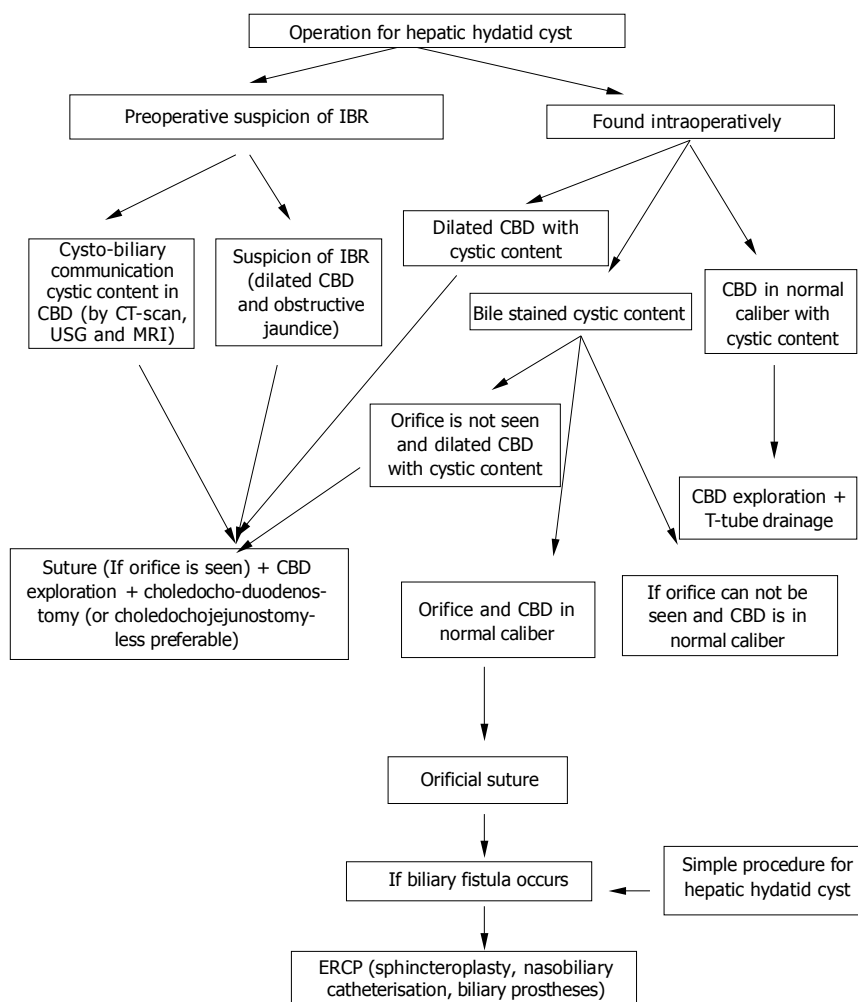 Operation for hepatic hydatid cyst
Preoperative suspicion of IBR
Found intraoperatively
Cysto-biliary
communication
cystic content in
CBD (by CT-scan,
USG and MRI)
Suspicion of IBR
(dilated CBD
and obstructive
jaundice)
Dilated CBD with
cystic content
Bile stained cystic content
CBD in normal
caliber with
cystic content
Orifice is not seen
and dilated CBD
with cystic content
CBD exploration +
T-tube drainage
Suture (If orifice is seen) + CBD
exploration + choledocho-duodenos-
tomy (or choledochojejunostomy-
less preferable)
Orifice and CBD in
normal caliber
If orifice can not be
seen and CBD is in
normal caliber
Orificial suture
If biliary fistula occurs
Simple procedure for
hepatic hydatid cyst
ERCP (sphincteroplasty, nasobiliary
catheterisation, biliary prostheses)